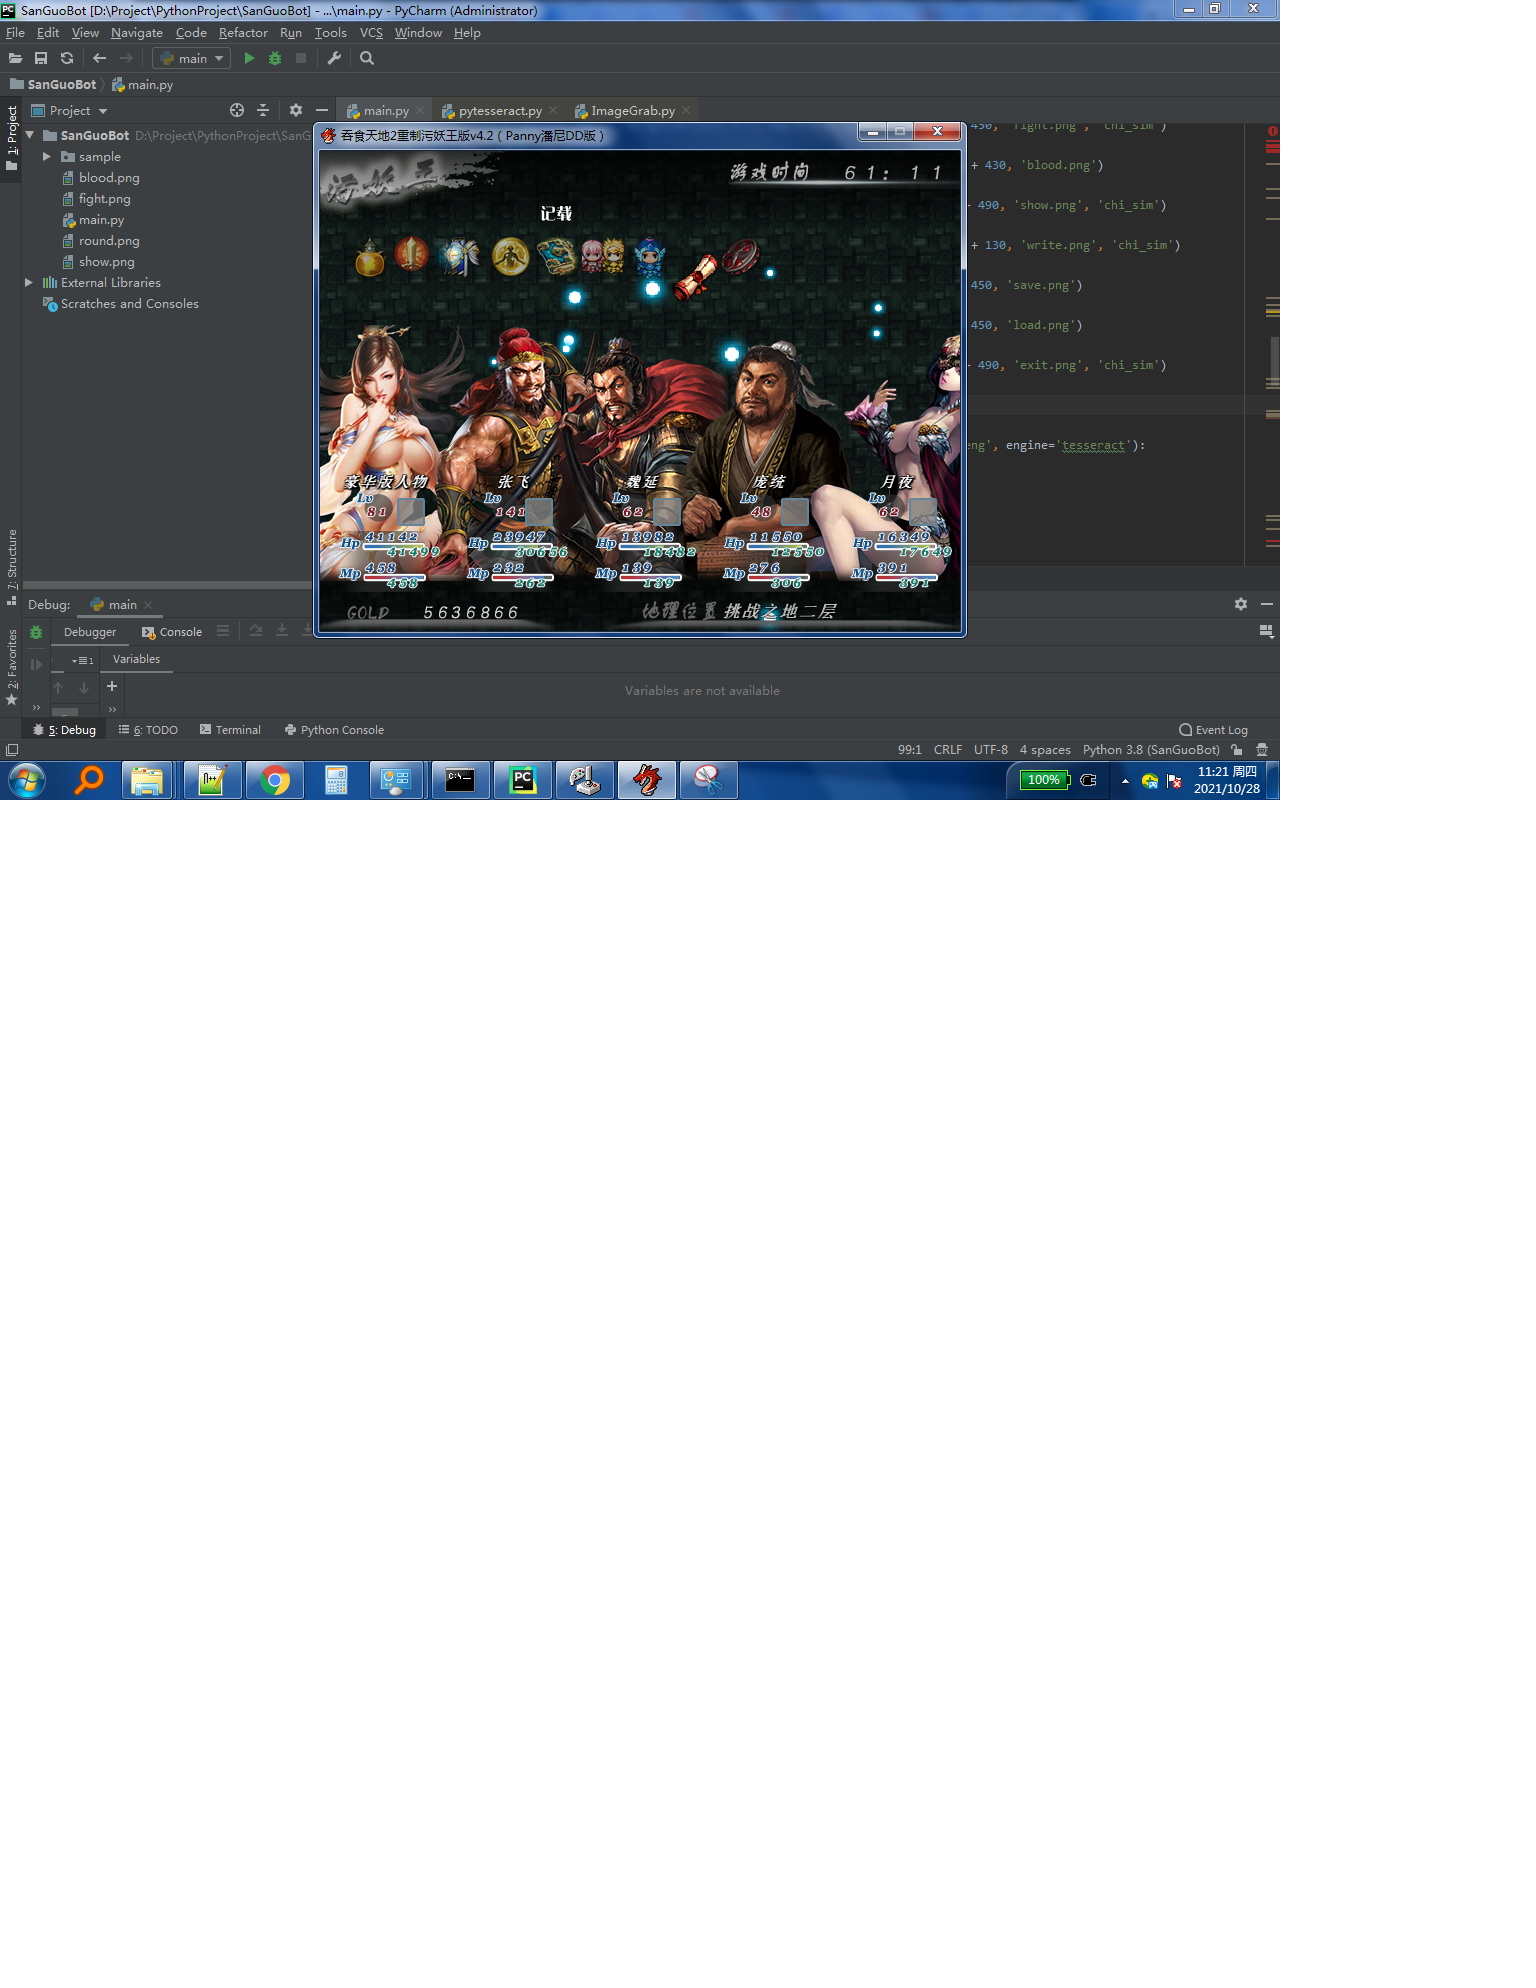 SanGuoBot [D:\Project\PythonProject\SanGuoBot] - ...\main.py - PyCharm (Administrator)
File Edit View Navigate Code Refactor Run Tools VCS Window Help
main
SanGuoBot main.py
Project main.py pytesseract.py ImageGrab.py
1: Project
SanGuoBot D:\Project\PythonProject\SanG
sample
blood.png
fight.png
main.py
round.png
show.png
External Libraries
Scratches and Consoles
吞食天地2重制污妖王版v4.2 ( Panny潘尼DD版 )
污妖王
游戏时间 61:11
记载
豪华版人物 张飞 魏延 庞统 月夜
Lv Lv Lv Lv Lv
81 141 62 48 62
Hp 41142 Hp 23947 Hp 13982 Hp 11550 Hp 16349
41499 30656 18482 12550 17649
Mp 458 Mp 232 Mp 139 Mp 276 Mp 391
458 262 139 306 391
GOLD 5636866 地理位置 挑战之地二层
450, 'fight.png', 'chi_sim')
+ 430, 'blood.png')
- 490, 'show.png', 'chi_sim')
+ 130, 'write.png', 'chi_sim')
450, 'save.png')
450, 'load.png')
- 490, 'exit.png', 'chi_sim')
eng', engine='tesseract'):
7: Structure
2: Favorites
Debug: main
Debugger Console
1 Variables
Variables are not available
5: Debug 6: TODO Terminal Python Console Event Log
99:1 CRLF UTF-8 4 spaces Python 3.8 (SanGuoBot)
100% 11:21 周四
2021/10/28